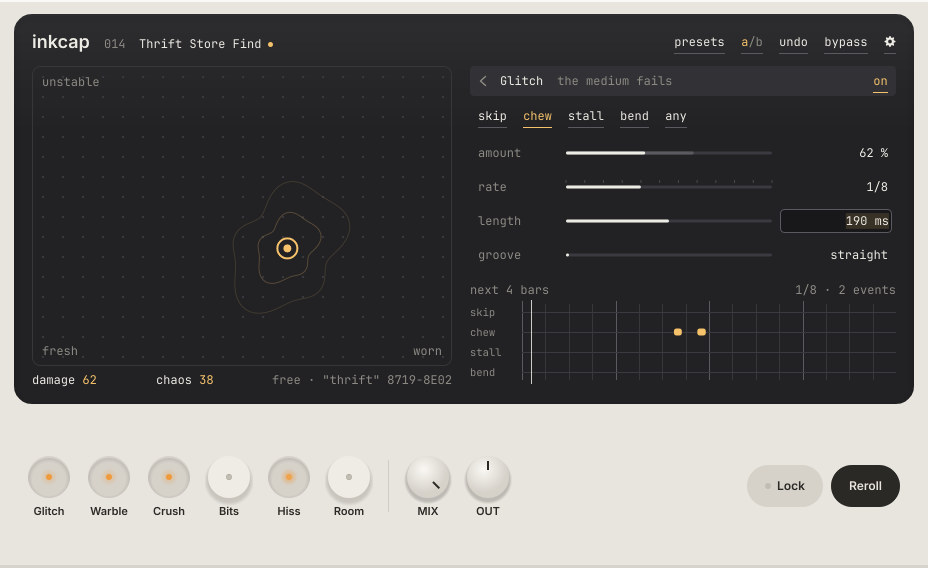 inkcap 014 Thrift Store Find
presets a/b undo bypass
unstable
fresh worn
damage 62 chaos 38 free · "thrift" 8719-8E02
Glitch the medium fails on
skip chew stall bend any
amount 62 %
rate 1/8
length 190 ms
groove straight
next 4 bars 1/8 · 2 events
skip
chew
stall
bend
Glitch Warble Crush Bits Hiss Room MIX OUT
Lock Reroll